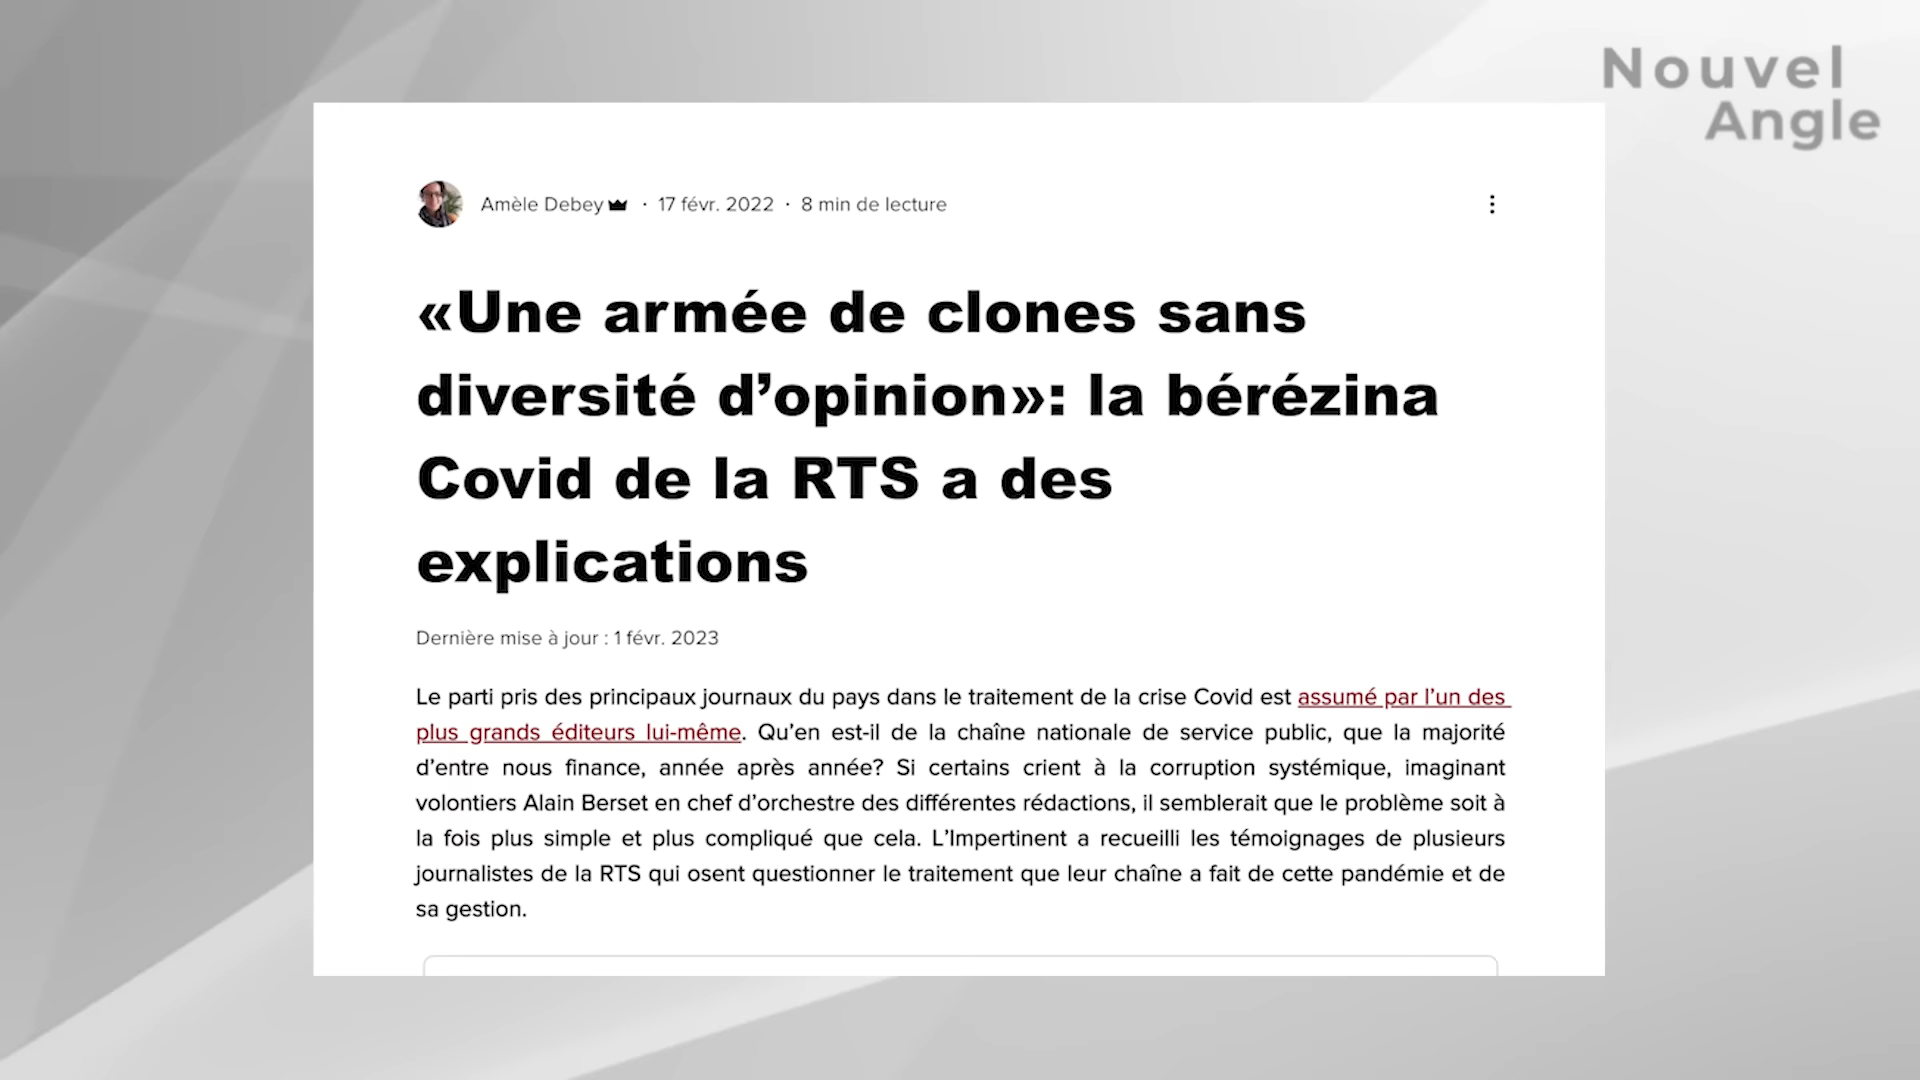 Nouvel
Angle
Amèle Debey · 17 févr. 2022 · 8 min de lecture
«Une armée de clones sans
diversité d’opinion»: la bérézina
Covid de la RTS a des
explications
Dernière mise à jour : 1 févr. 2023
Le parti pris des principaux journaux du pays dans le traitement de la crise Covid est assumé par l’un des
plus grands éditeurs lui-même. Qu’en est-il de la chaîne nationale de service public, que la majorité
d’entre nous finance, année après année? Si certains crient à la corruption systémique, imaginant
volontiers Alain Berset en chef d’orchestre des différentes rédactions, il semblerait que le problème soit à
la fois plus simple et plus compliqué que cela. L’Impertinent a recueilli les témoignages de plusieurs
journalistes de la RTS qui osent questionner le traitement que leur chaîne a fait de cette pandémie et de
sa gestion.